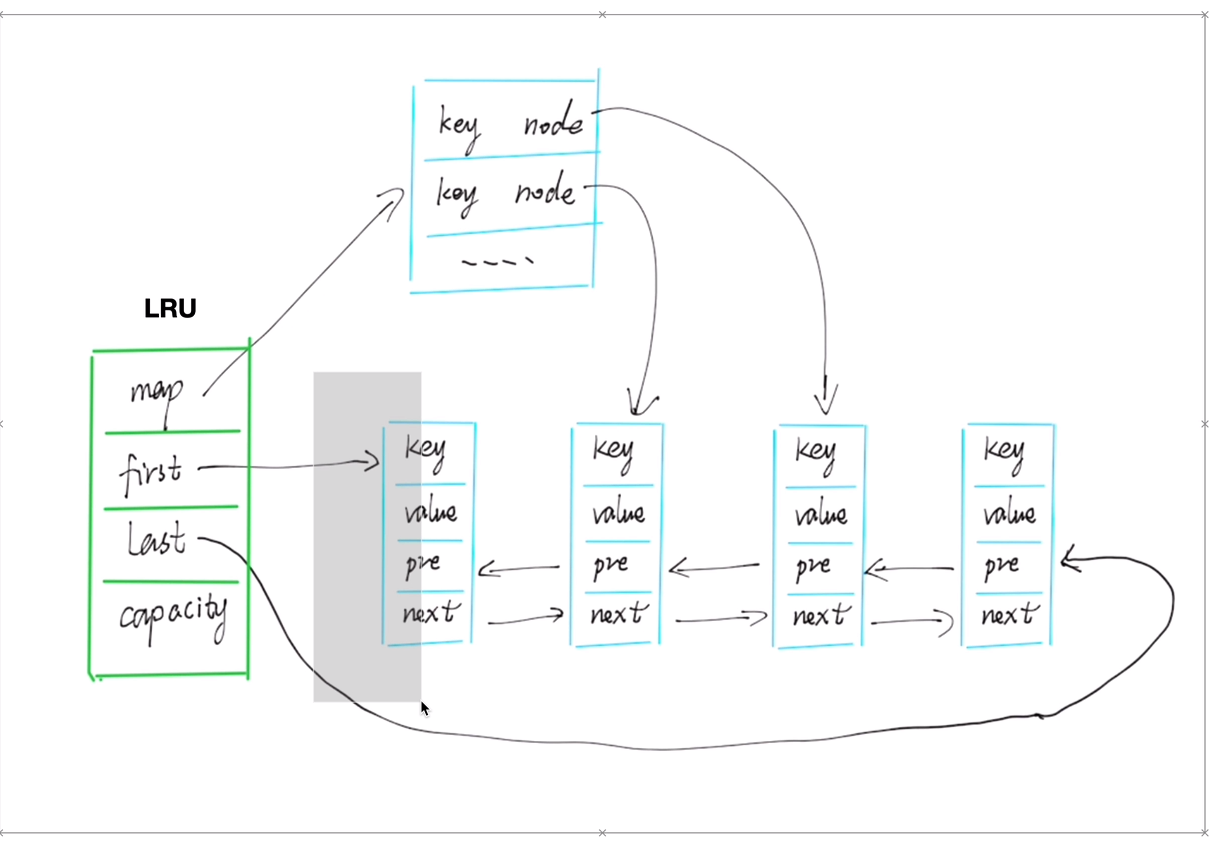 key node
key node
LRU
map
first
last
capacity
key
value
pre
next
key
value
pre
next
key
value
pre
next
key
value
pre
next